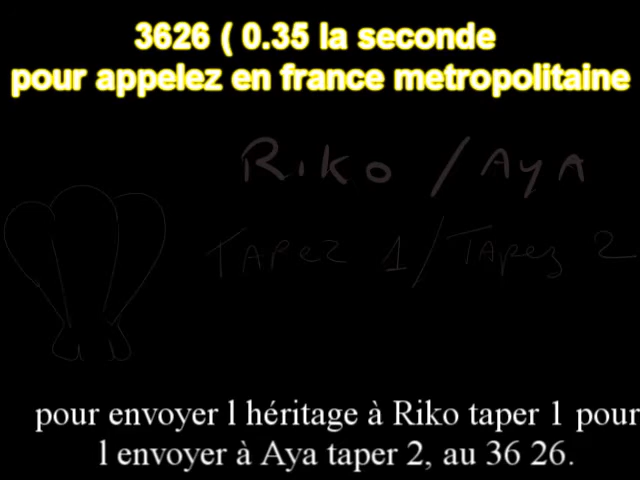 3626 ( 0.35 la seconde
pour appelez en france metropolitaine
Riko / Aya
Tapez 1 / Tapez 2
pour envoyer l héritage à Riko taper 1 pour
l envoyer à Aya taper 2, au 36 26.